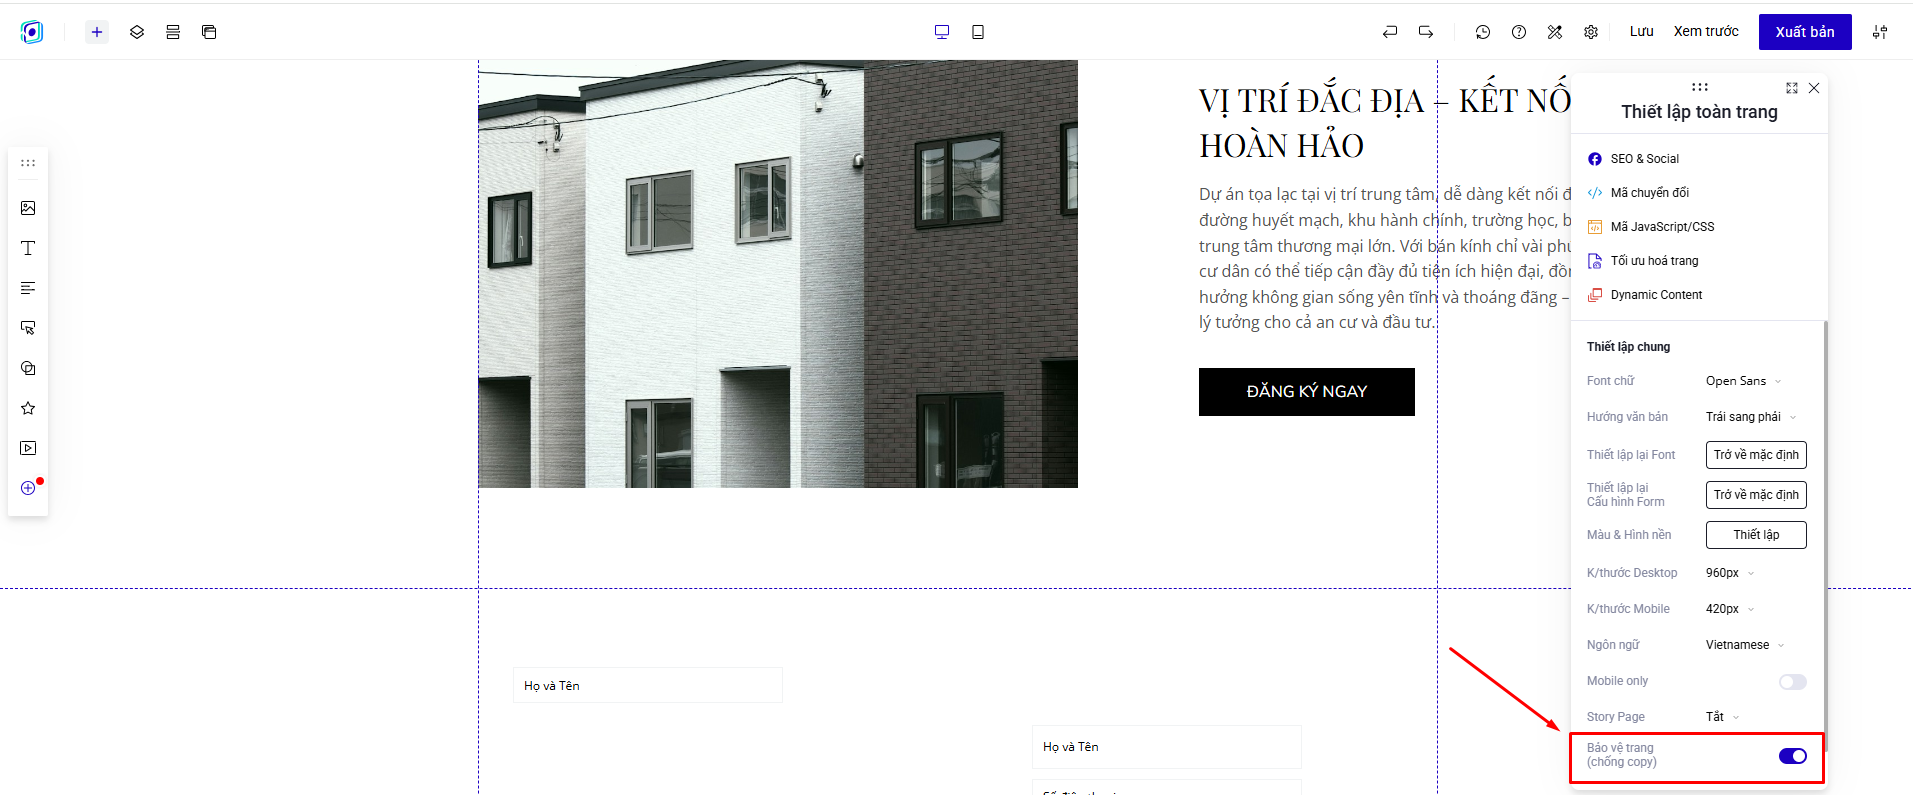 Lưu
Xem trước
Xuất bản
VỊ TRÍ ĐẮC ĐỊA – KẾT NỐ
HOÀN HẢO
Dự án tọa lạc tại vị trí trung tâm, dễ dàng kết nối đ
đường huyết mạch, khu hành chính, trường học, b
trung tâm thương mại lớn. Với bán kính chỉ vài phú
cư dân có thể tiếp cận đầy đủ tiện ích hiện đại, đồn
hưởng không gian sống yên tĩnh và thoáng đãng –
lý tưởng cho cả an cư và đầu tư.
ĐĂNG KÝ NGAY
Họ và Tên
Họ và Tên
Thiết lập toàn trang
SEO & Social
Mã chuyển đổi
Mã JavaScript/CSS
Tối ưu hoá trang
Dynamic Content
Thiết lập chung
Font chữ Open Sans
Hướng văn bản Trái sang phải
Thiết lập lại Font Trở về mặc định
Thiết lập lại
Cấu hình Form Trở về mặc định
Màu & Hình nền Thiết lập
K/thước Desktop 960px
K/thước Mobile 420px
Ngôn ngữ Vietnamese
Mobile only
Story Page Tắt
Bảo vệ trang
(chống copy)